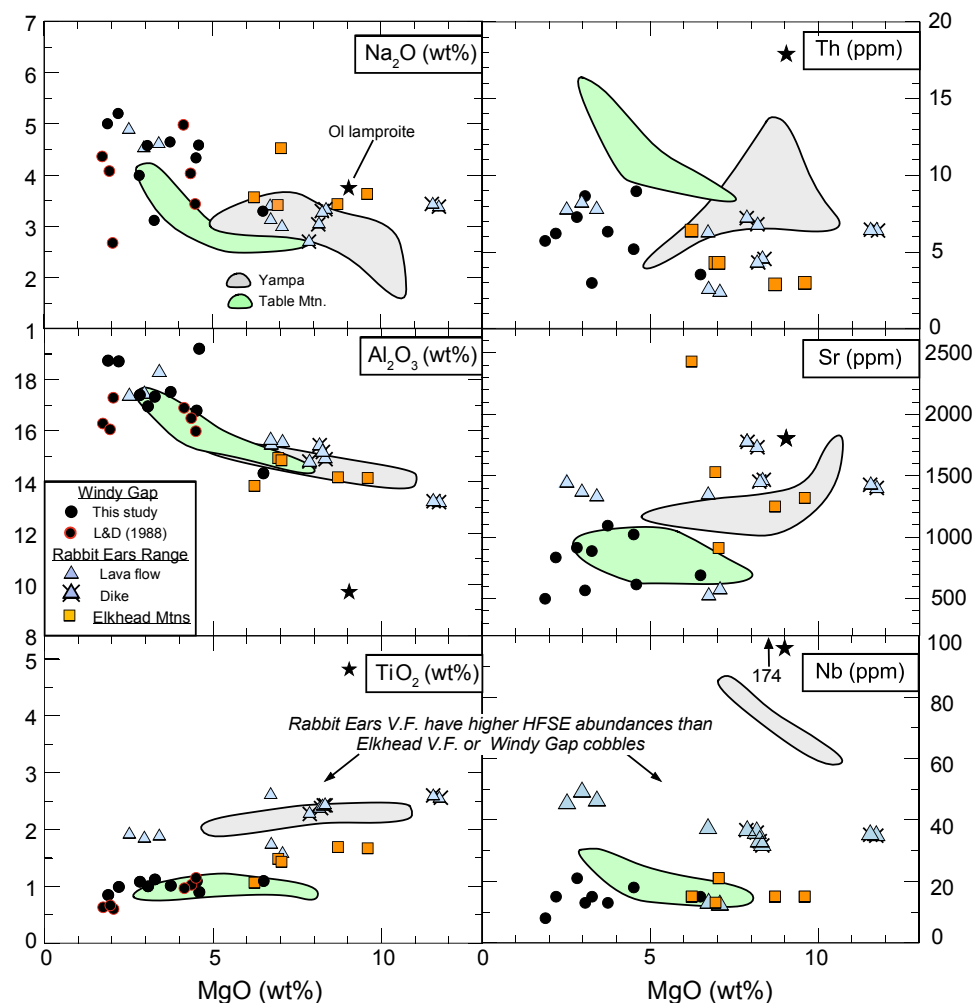 7
6
5
4
3
2
1
Na2O (wt%)
Ol lamproite
Yampa
Table Mtn.
20
15
10
5
0
Th (ppm)
18
16
14
12
10
8
Al2O3 (wt%)
Windy Gap
This study
L&D (1988)
Rabbit Ears Range
Lava flow
Dike
Elkhead Mtns
2500
2000
1500
1000
500
Sr (ppm)
5
4
3
2
1
0
TiO2 (wt%)
100
80
60
40
20
0
174
Nb (ppm)
Rabbit Ears V.F. have higher HFSE abundances than
Elkhead V.F. or Windy Gap cobbles
0 5 10
MgO (wt%)
0 5 10
MgO (wt%)